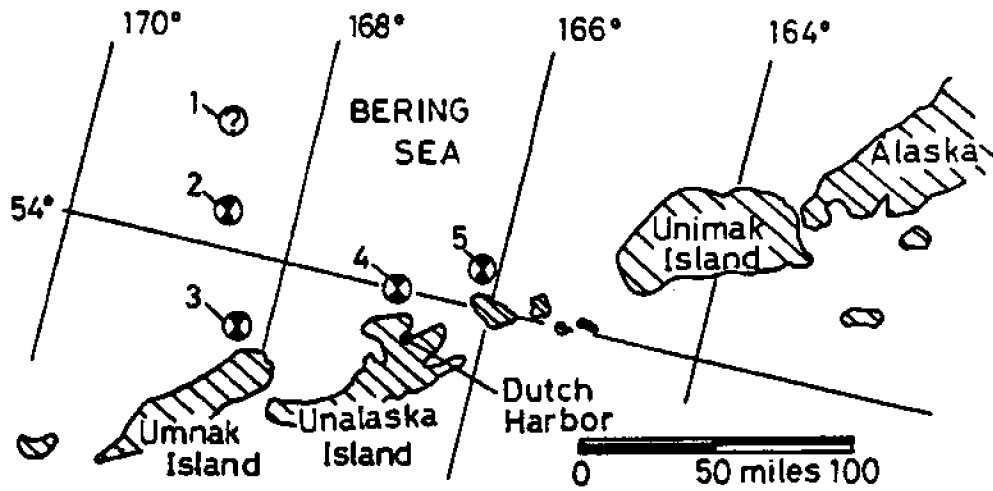 170°
168°
166°
164°
1
?
BERING
SEA
Alaska
2
54°
5
4
Unimak
Island
3
Dutch
Harbor
Umnak
Island
Unalaska
Island
0 50 miles 100